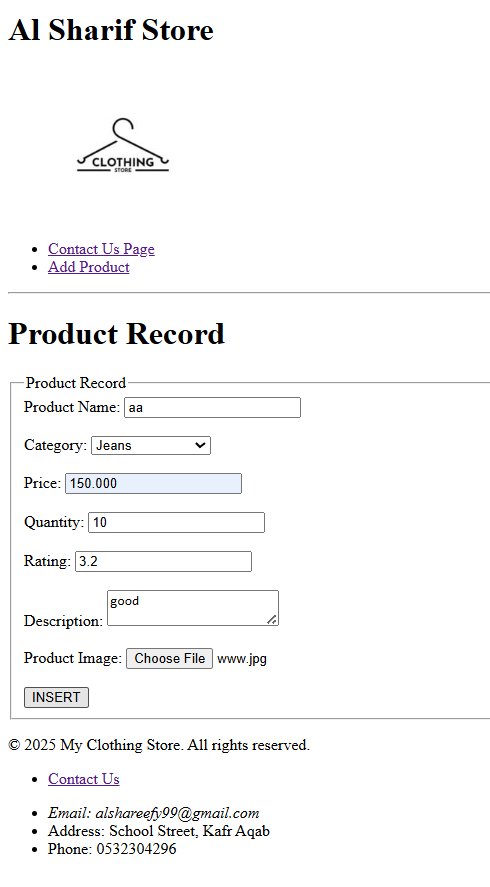 Al Sharif Store
CLOTHING
STORE
Contact Us Page
Add Product
Product Record
Product Record
Product Name: aa
Category: Jeans
Price: 150.000
Quantity: 10
Rating: 3.2
Description: good
Product Image: Choose File www.jpg
INSERT
© 2025 My Clothing Store. All rights reserved.
Contact Us
Email: alshareefy99@gmail.com
Address: School Street, Kafr Aqab
Phone: 0532304296